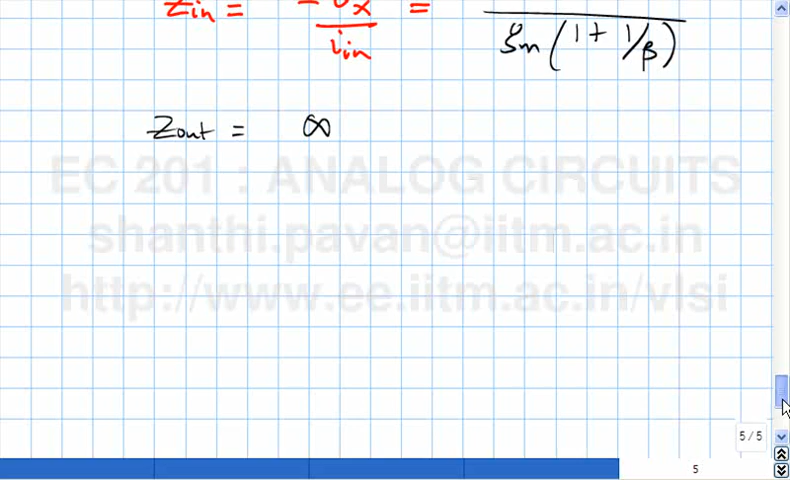 Zin = - vx / iin = / gm (1 + 1/β)
Zout = ∞
EC 201 : ANALOG CIRCUITS
shanthi.pavan@iitm.ac.in
http://www.ee.iitm.ac.in/vlsi
5/5
5